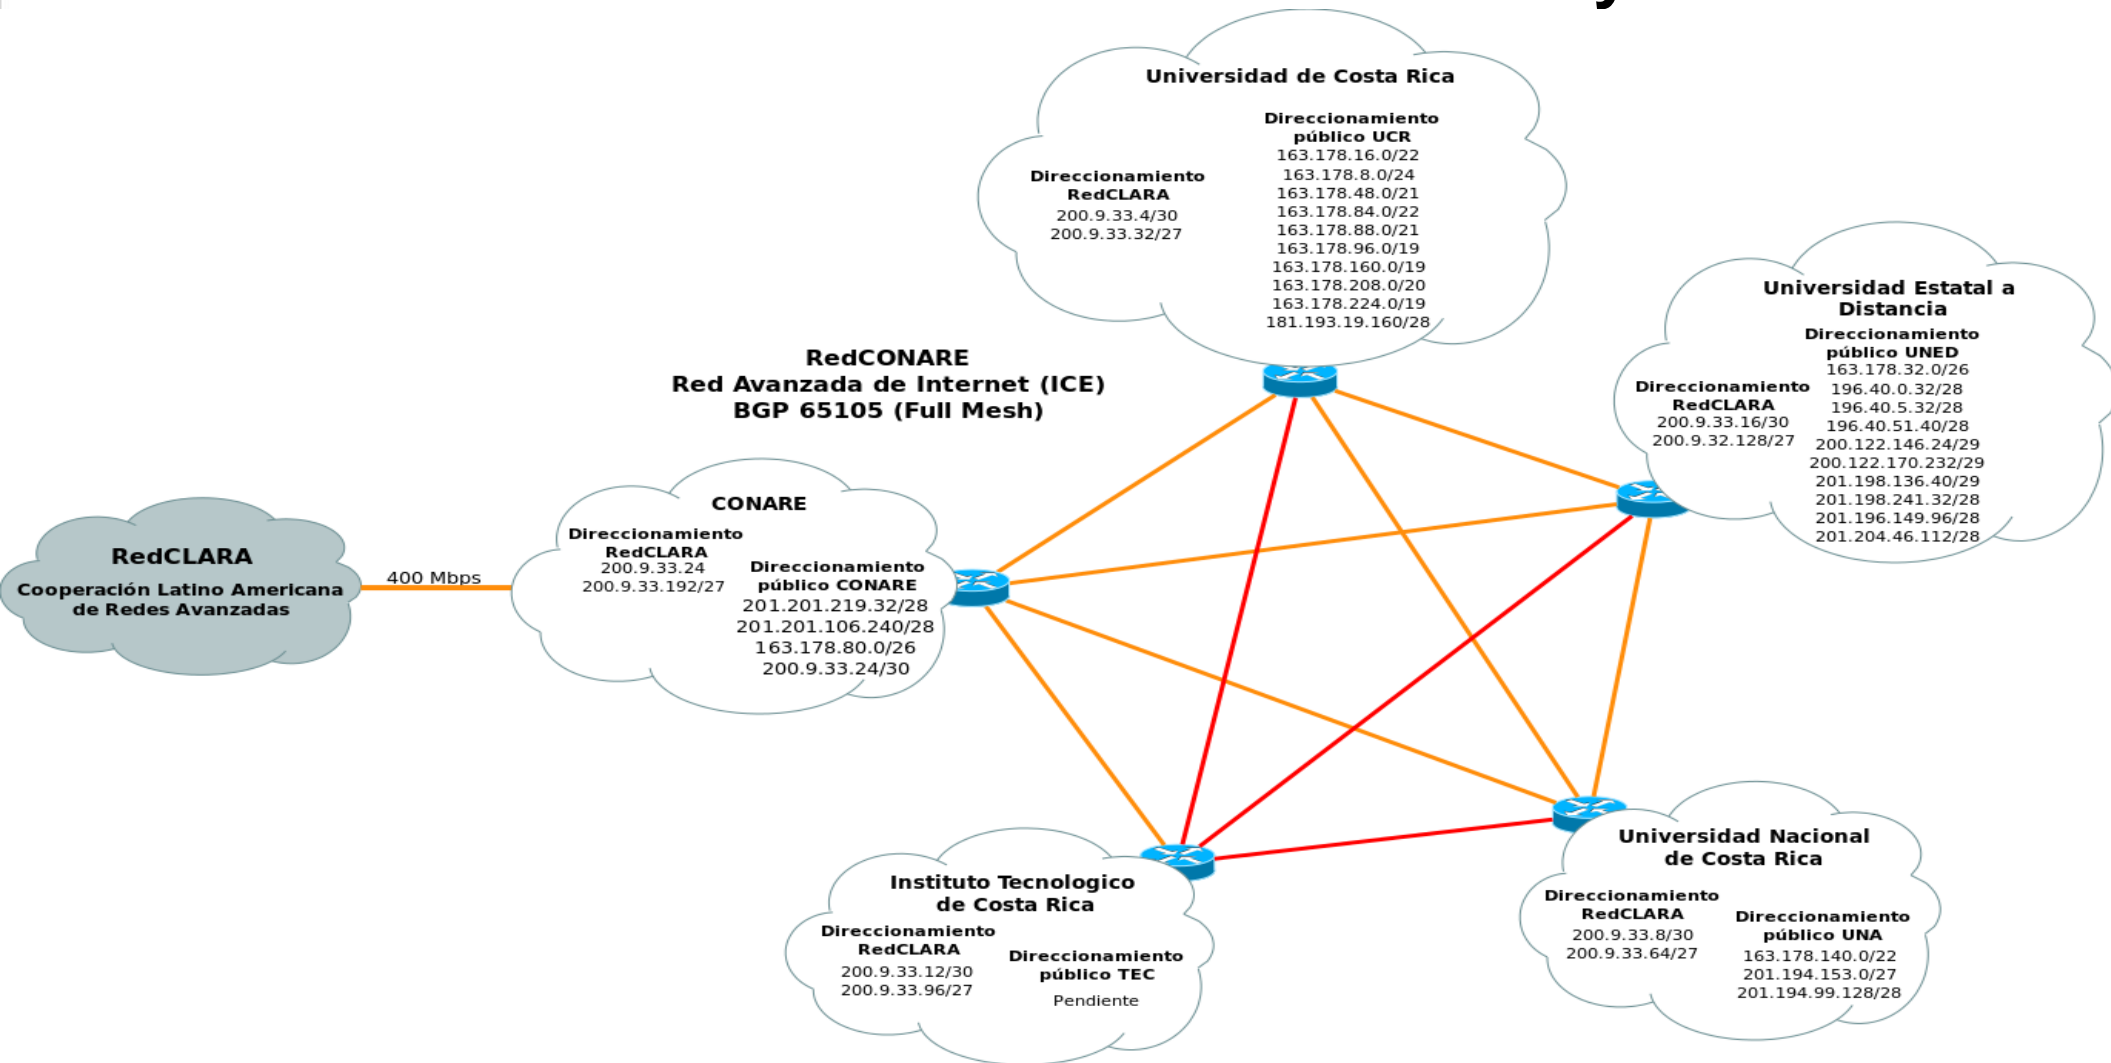 Universidad de Costa Rica
Direccionamiento
RedCLARA
200.9.33.4/30
200.9.33.32/27
Direccionamiento
público UCR
163.178.16.0/22
163.178.8.0/24
163.178.48.0/21
163.178.84.0/22
163.178.88.0/21
163.178.96.0/19
163.178.160.0/19
163.178.208.0/20
163.178.224.0/19
181.193.19.160/28
Universidad Estatal a
Distancia
Direccionamiento
RedCLARA
200.9.33.16/30
200.9.32.128/27
Direccionamiento
público UNED
163.178.32.0/26
196.40.0.32/28
196.40.5.32/28
196.40.51.40/28
200.122.146.24/29
200.122.170.232/29
201.198.136.40/29
201.198.241.32/28
201.196.149.96/28
201.204.46.112/28
RedCONARE
Red Avanzada de Internet (ICE)
BGP 65105 (Full Mesh)
RedCLARA
Cooperación Latino Americana
de Redes Avanzadas
400 Mbps
CONARE
Direccionamiento
RedCLARA
200.9.33.24
200.9.33.192/27
Direccionamiento
público CONARE
201.201.219.32/28
201.201.106.240/28
163.178.80.0/26
200.9.33.24/30
Instituto Tecnologico
de Costa Rica
Direccionamiento
RedCLARA
200.9.33.12/30
200.9.33.96/27
Direccionamiento
público TEC
Pendiente
Universidad Nacional
de Costa Rica
Direccionamiento
RedCLARA
200.9.33.8/30
200.9.33.64/27
Direccionamiento
público UNA
163.178.140.0/22
201.194.153.0/27
201.194.99.128/28